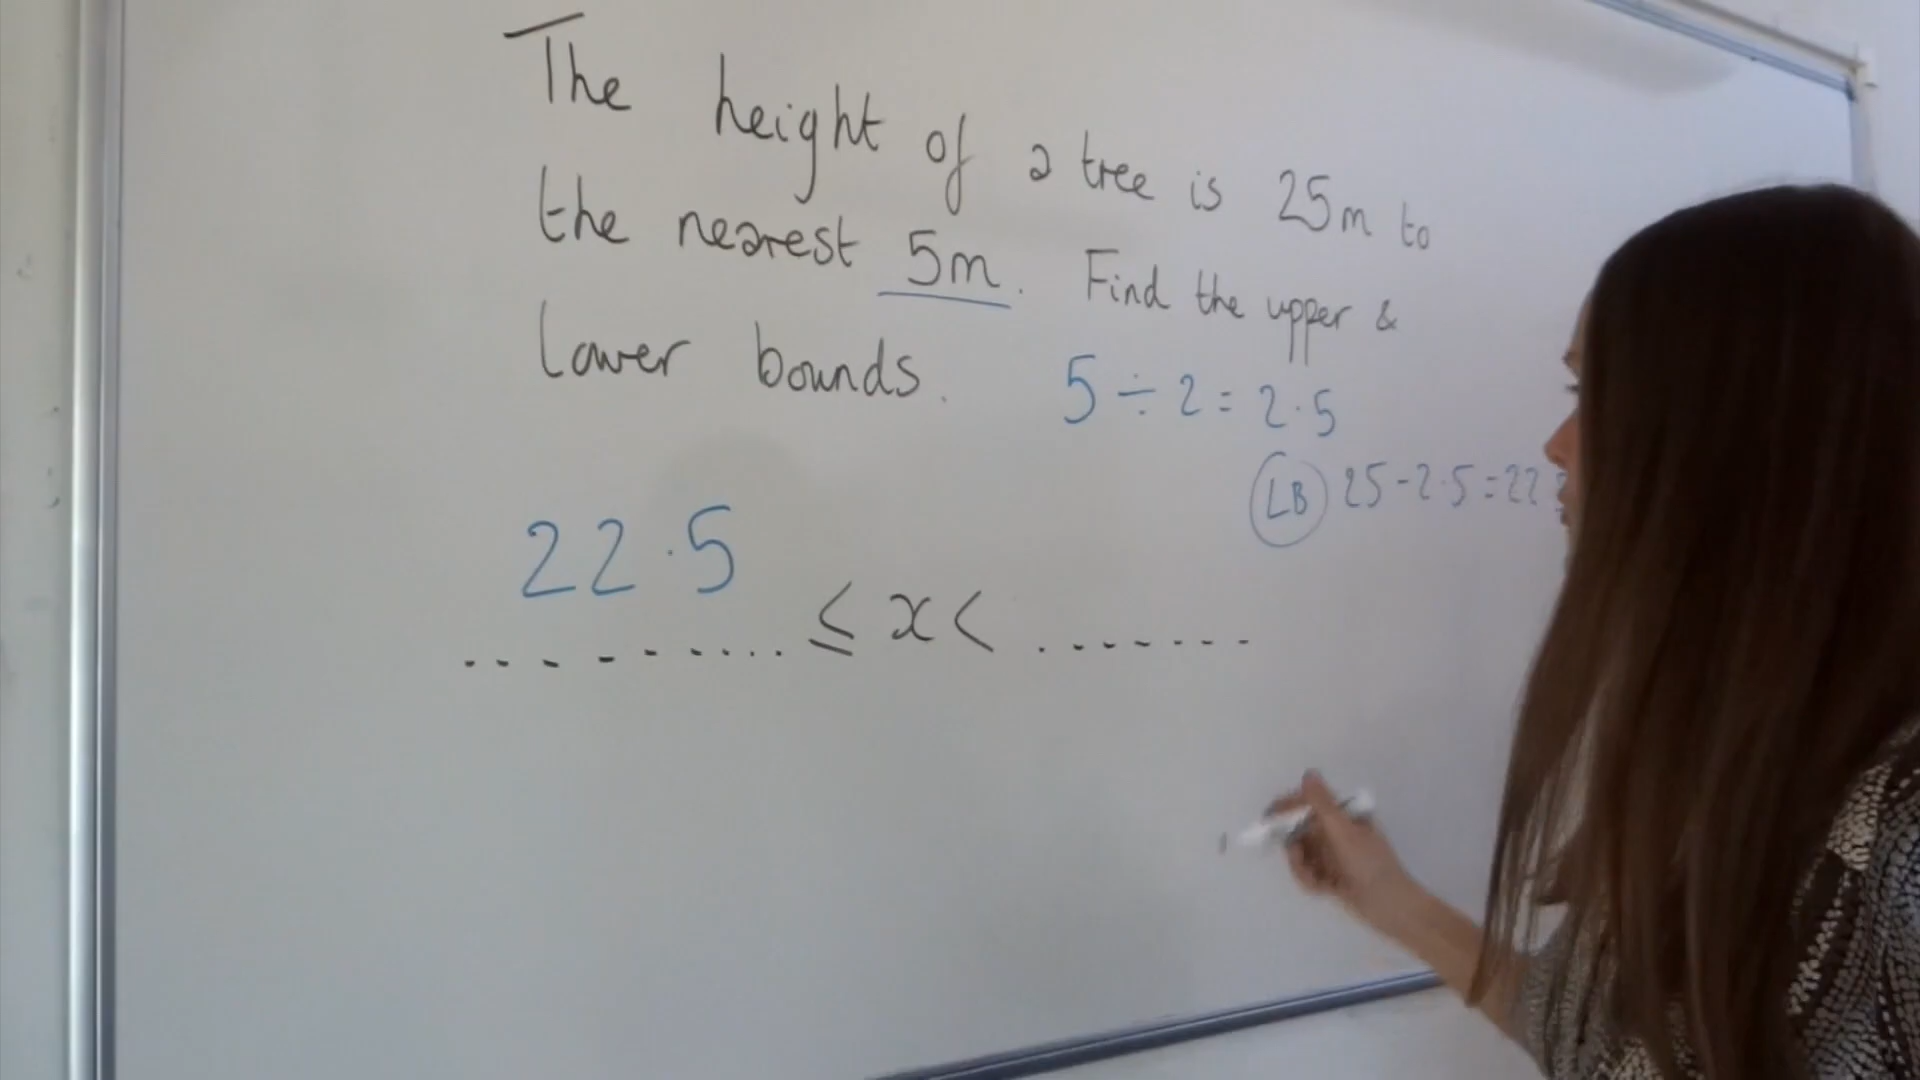 The height of a tree is 25m to
the nearest 5m. Find the upper &
lower bounds.
5 ÷ 2 = 2.5
LB 25 - 2.5 = 22
22.5
.......... ≤ x < .......